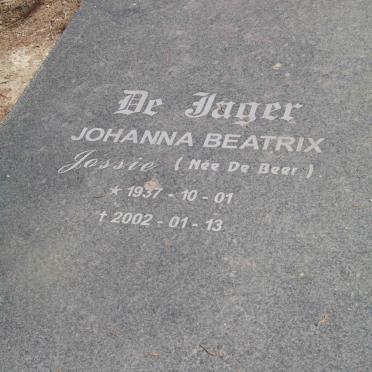 De Jager
JOHANNA BEATRIX
Jossie (Née De Beer)
* 1937 - 10 - 01
† 2002 - 01 - 13